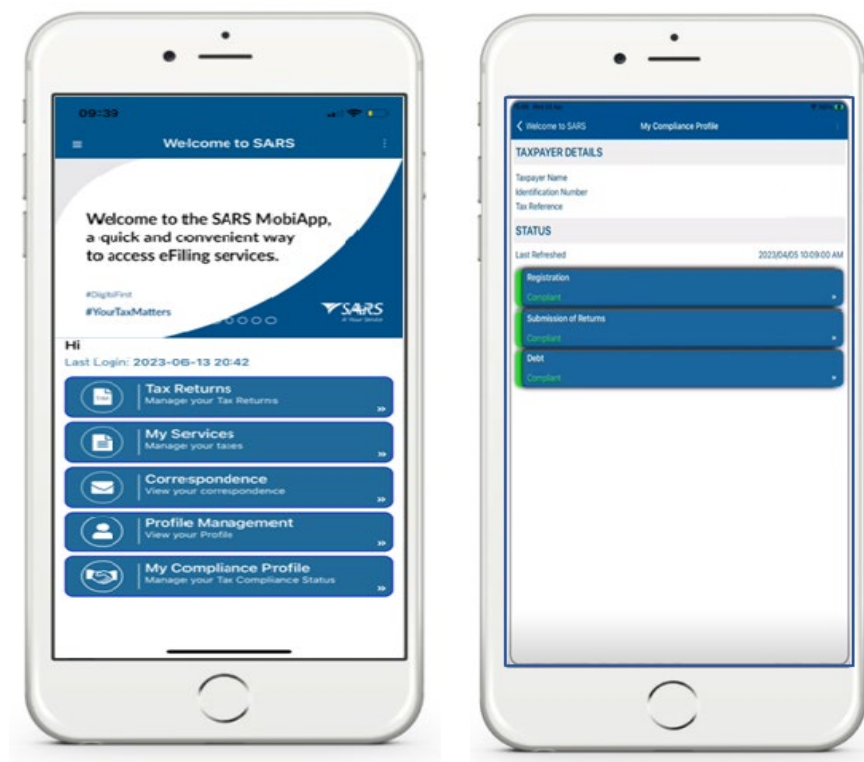 09:39
Welcome to SARS
Welcome to the SARS MobiApp,
a quick and convenient way
to access eFiling services.
#DigitalFirst
#YourTaxMatters
SARS
At Your Service
Hi
Last Login: 2023-06-13 20:42
Tax Returns
Manage your Tax Returns
»
My Services
Manage your taxes
»
Correspondence
View your correspondence
»
Profile Management
View your Profile
»
My Compliance Profile
Manage your Tax Compliance Status
»
Welcome to SARS
My Compliance Profile
TAXPAYER DETAILS
Taxpayer Name
Identification Number
Tax Reference
STATUS
Last Refreshed 2023/04/05 10:09:00 AM
Registration
Compliant
»
Submission of Returns
Compliant
»
Debt
Compliant
»